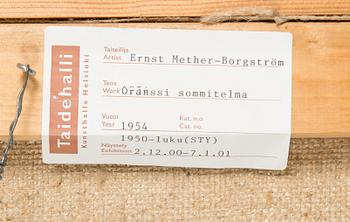 Taidehalli
Kunsthalle Helsinki
Taiteilija
Artist Ernst Mether-Borgström
Teos
Work Oranssi sommitelma
Vuosi Kat. n:o
Year 1954 Cat. no.
1950-luku(STY)
Näyttely
Exhibition 2.12.00-7.1.01